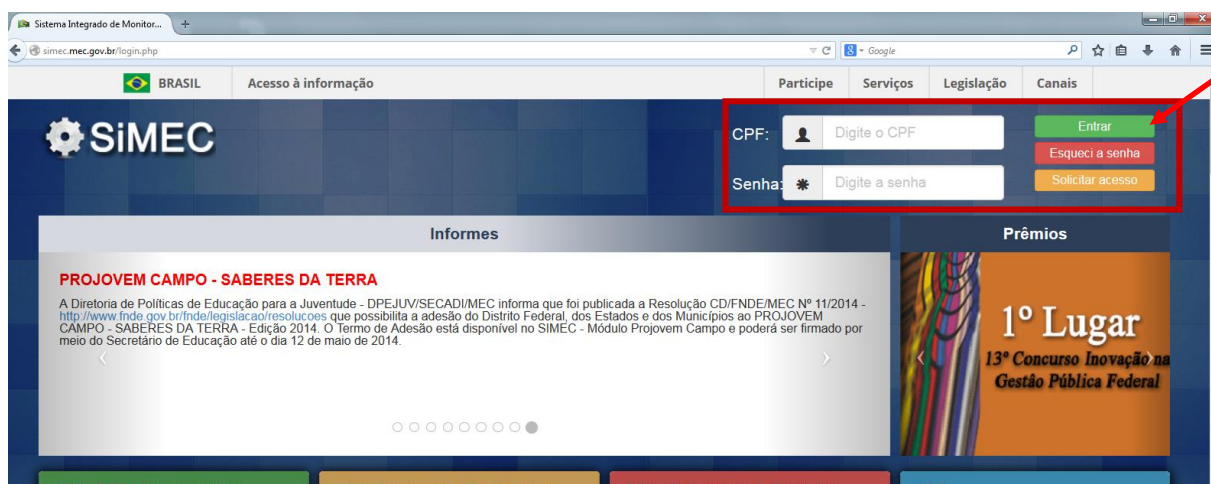 Sistema Integrado de Monitor...
simec.mec.gov.br/login.php
Google
BRASIL Acesso à informação Participe Serviços Legislação Canais
SiMEC
CPF: Digite o CPF
Entrar
Esqueci a senha
Senha: Digite a senha
Solicitar acesso
Informes
Prêmios
PROJOVEM CAMPO - SABERES DA TERRA
A Diretoria de Políticas de Educação para a Juventude - DPEJUV/SECADI/MEC informa que foi publicada a Resolução CD/FNDE/MEC Nº 11/2014 -
http://www.fnde.gov.br/fnde/legislacao/resolucoes que possibilita a adesão do Distrito Federal, dos Estados e dos Municípios ao PROJOVEM
CAMPO - SABERES DA TERRA - Edição 2014. O Termo de Adesão está disponível no SIMEC - Módulo Projovem Campo e poderá ser firmado por
meio do Secretário de Educação até o dia 12 de maio de 2014.
1º Lugar
13º Concurso Inovação na
Gestão Pública Federal